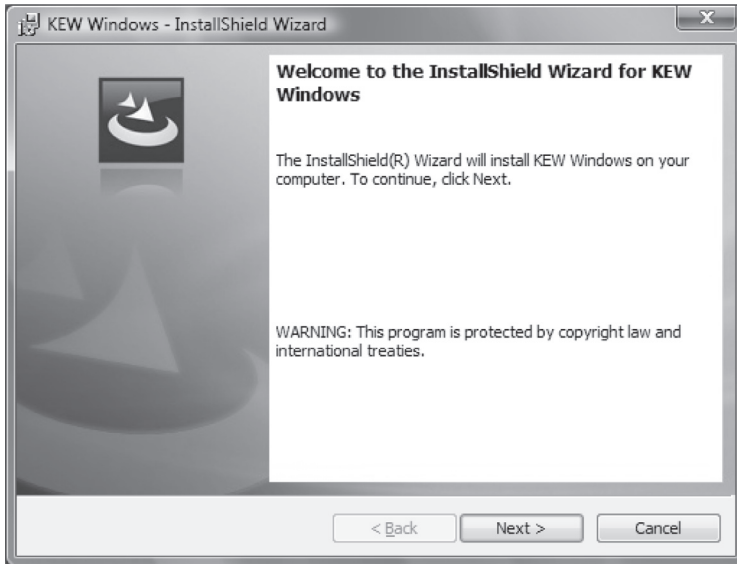 KEW Windows - InstallShield Wizard
Welcome to the InstallShield Wizard for KEW
Windows
The InstallShield(R) Wizard will install KEW Windows on your
computer. To continue, click Next.
WARNING: This program is protected by copyright law and
international treaties.
< Back
Next >
Cancel